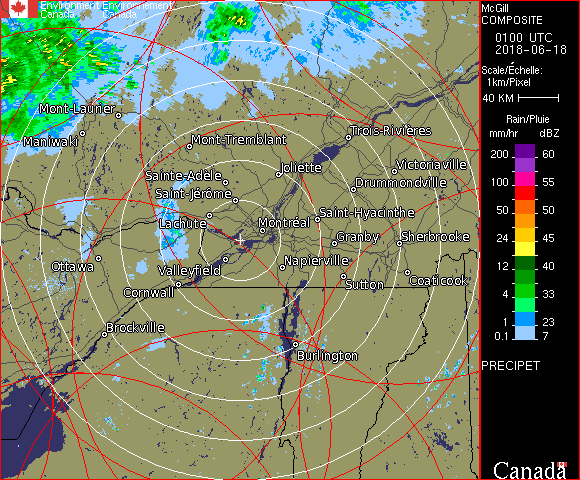 Environment Environnement
Canada Canada
McGill
COMPOSITE
0100 UTC
2018-06-18
Scale/Échelle:
1km/Pixel
40 KM
Rain/Pluie
mm/hr dBZ
200 60
100 55
50 50
24 45
12 40
4 33
1 23
0.1 7
PRECIPET
Canada
Mont-Laurier
Maniwaki
Mont-Tremblant
Trois-Rivières
Sainte-Adèle
Joliette
Victoriaville
Saint-Jérôme
Drummondville
Lachute
Montréal
Saint-Hyacinthe
Granby
Sherbrooke
Ottawa
Valleyfield
Napierville
Cornwall
Sutton
Coaticook
Brockville
Burlington